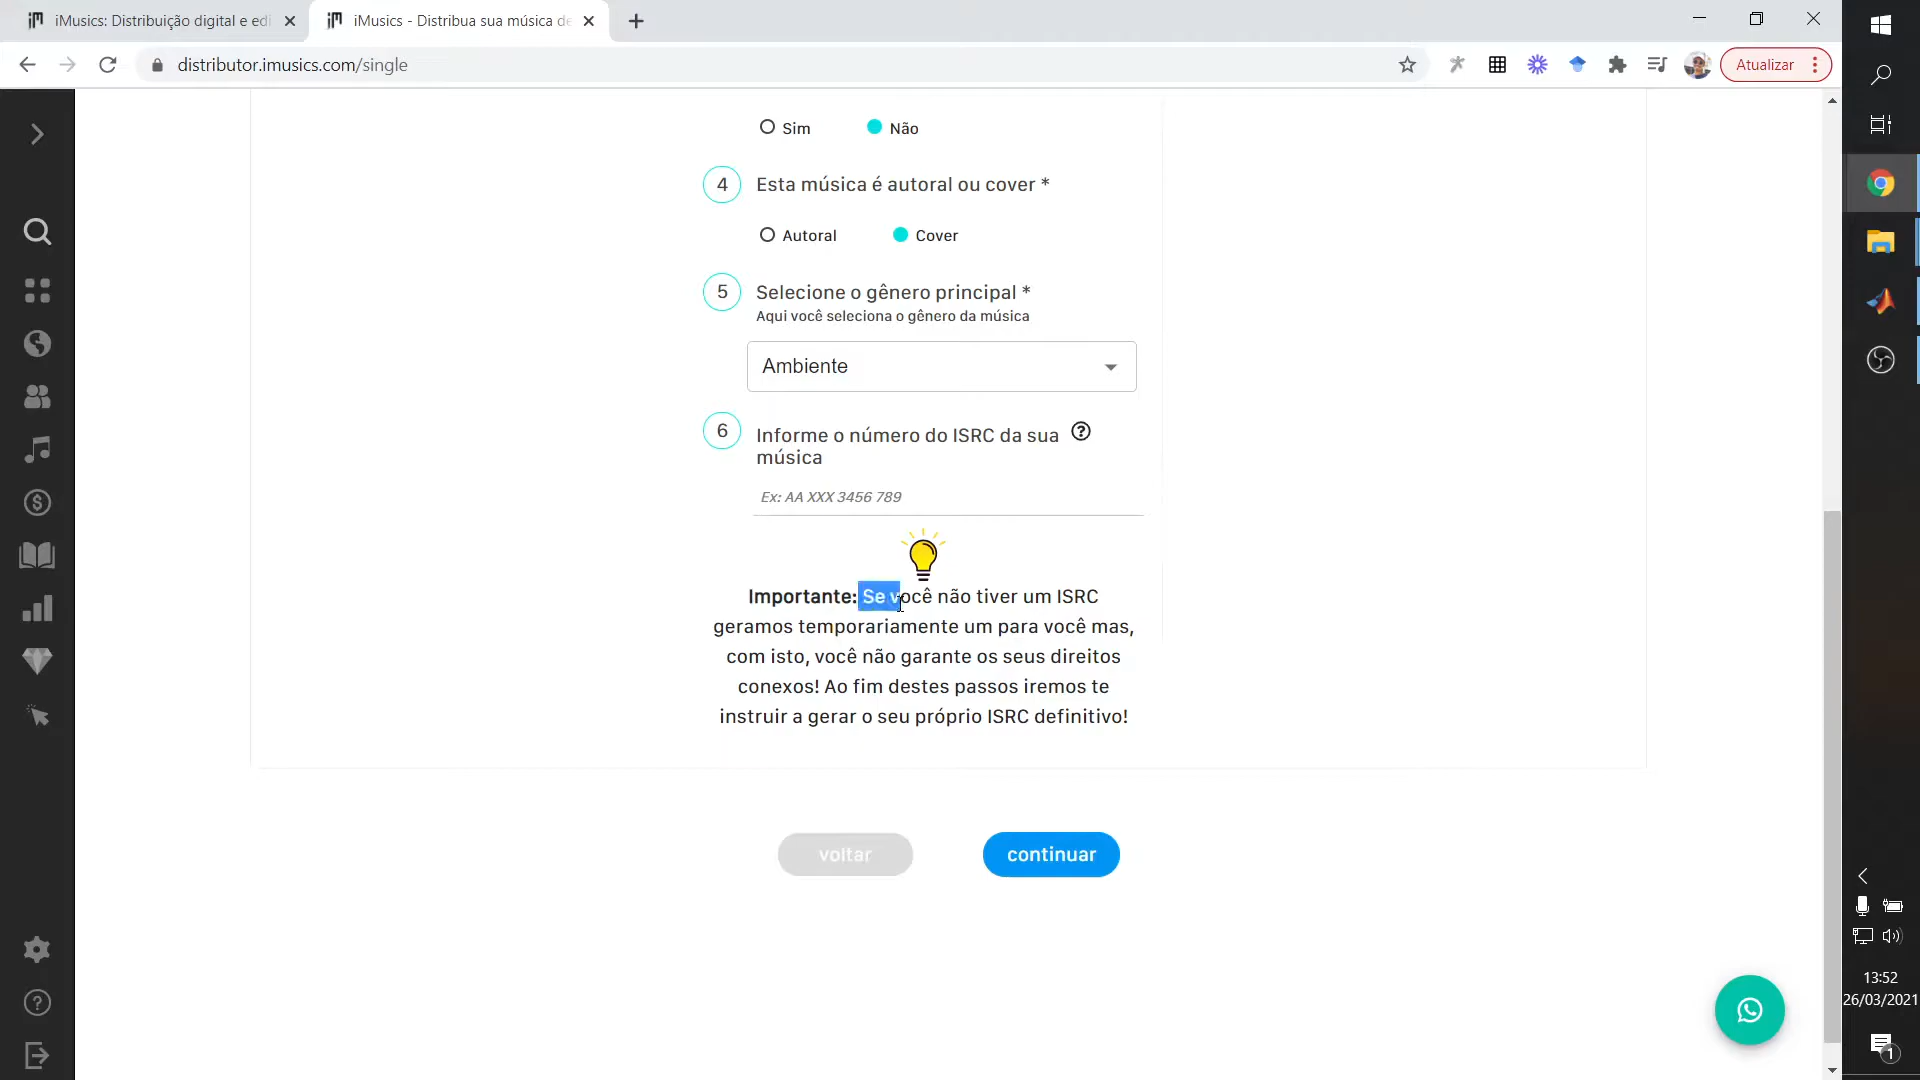 iMusics: Distribuição digital e edi
iMusics - Distribua sua música de
distributor.imusics.com/single
Atualizar
Sim
Não
4
Esta música é autoral ou cover *
Autoral
Cover
5
Selecione o gênero principal *
Aqui você seleciona o gênero da música
Ambiente
6
Informe o número do ISRC da sua
música
Ex: AA XXX 3456 789
Importante: Se você não tiver um ISRC
geramos temporariamente um para você mas,
com isto, você não garante os seus direitos
conexos! Ao fim destes passos iremos te
instruir a gerar o seu próprio ISRC definitivo!
voltar
continuar
13:52
26/03/2021
1